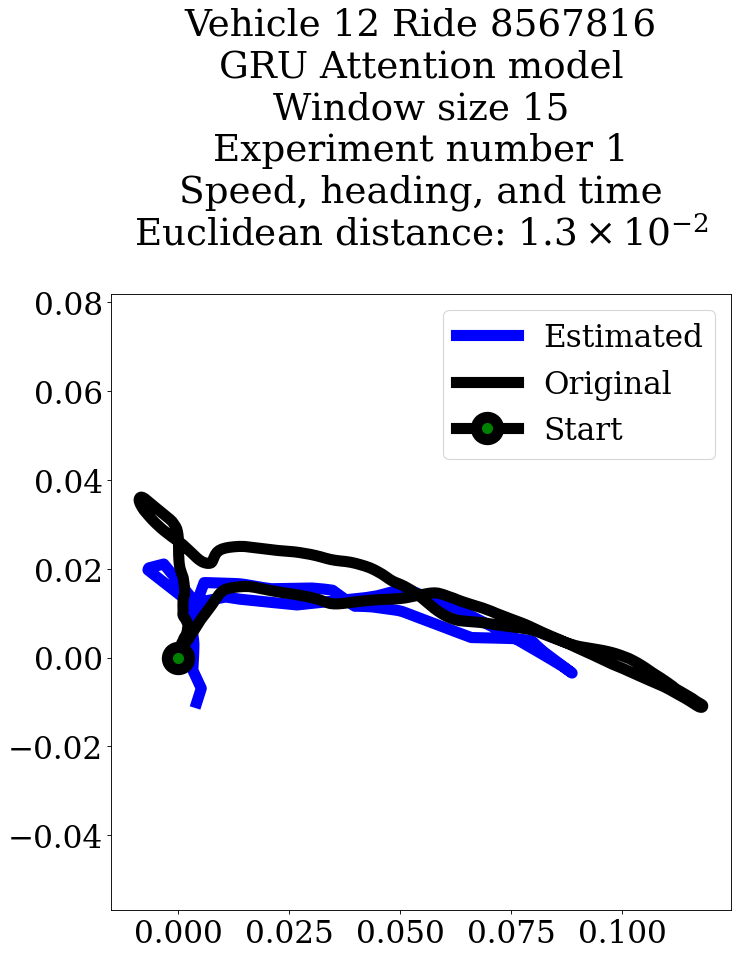 Vehicle 12 Ride 8567816
GRU Attention model
Window size 15
Experiment number 1
Speed, heading, and time
Euclidean distance: 1.3 × 10⁻²
Estimated
Original
Start
0.08
0.06
0.04
0.02
0.00
−0.02
−0.04
0.000 0.025 0.050 0.075 0.100